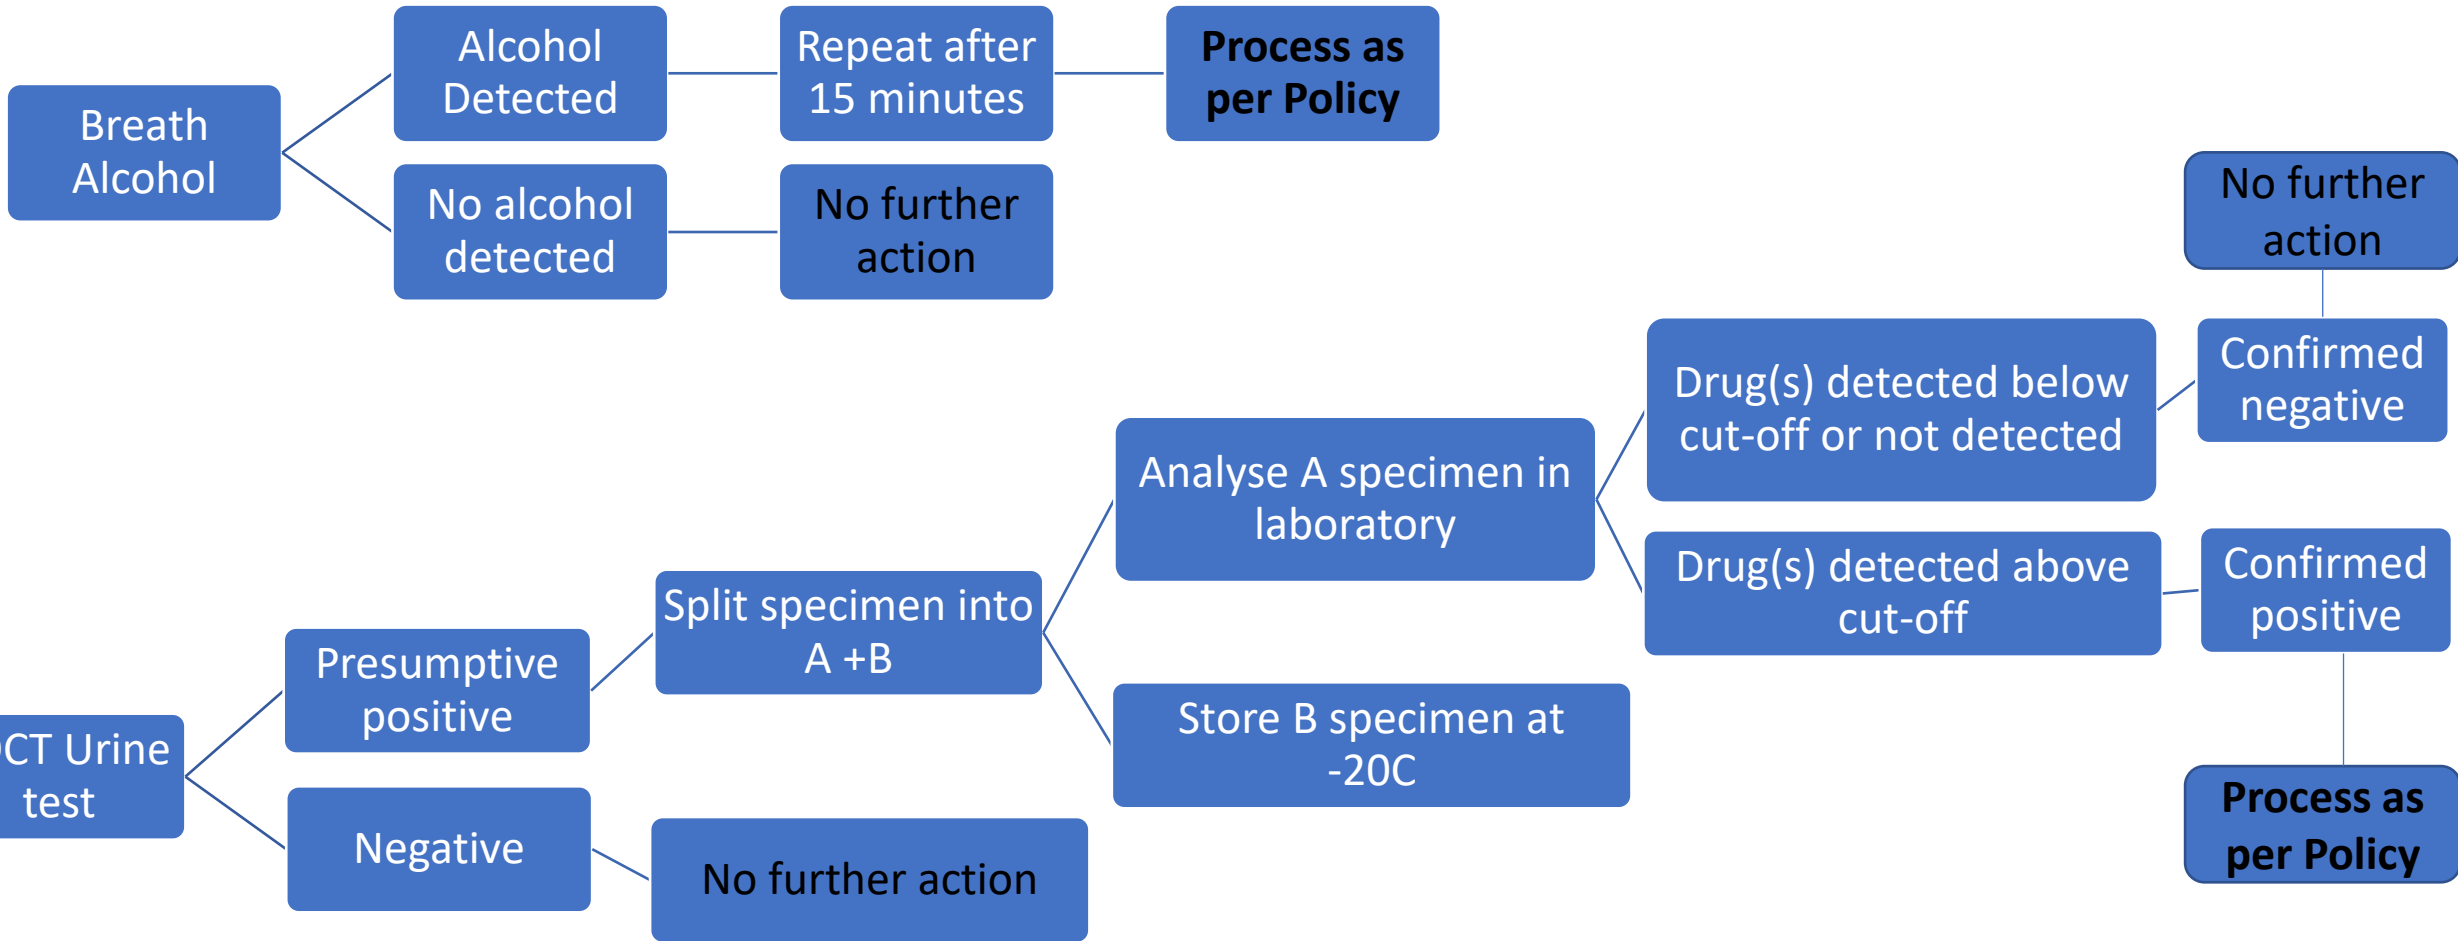 Breath
Alcohol
Alcohol
Detected
Repeat after
15 minutes
Process as
per Policy
No alcohol
detected
No further
action
Urine
test
Presumptive
positive
Split specimen into
A +B
Analyse A specimen in
laboratory
Drug(s) detected below
cut-off or not detected
Confirmed
negative
No further
action
Drug(s) detected above
cut-off
Confirmed
positive
Process as
per Policy
Store B specimen at
-20C
Negative
No further action